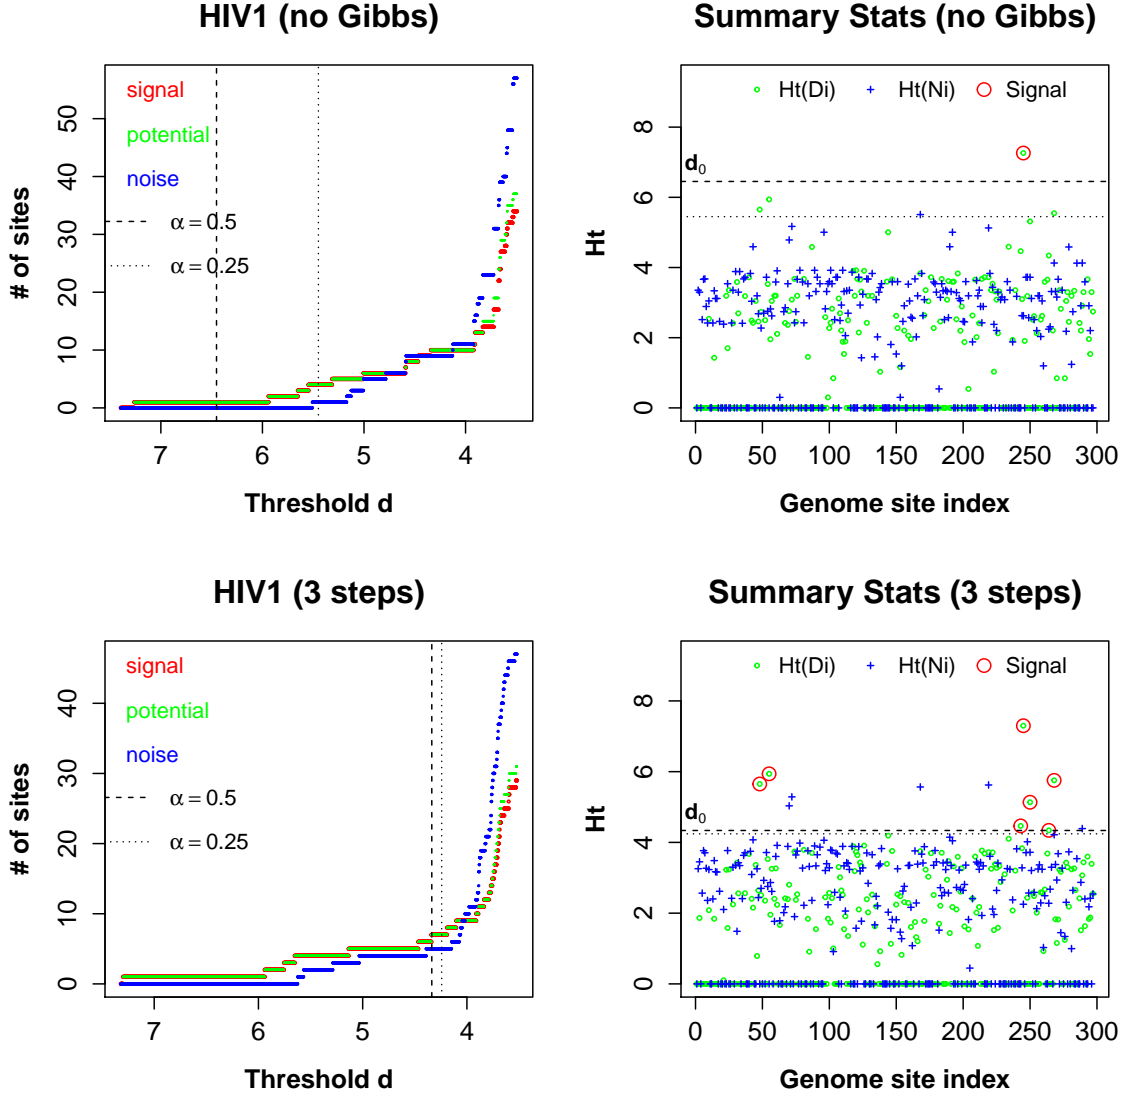 HIV1 (no Gibbs)
signal
potential
noise
α = 0.5
α = 0.25
# of sites
0 10 20 30 40 50
7 6 5 4
Threshold d
Summary Stats (no Gibbs)
Ht(Di) Ht(Ni) Signal
d₀
Ht
0 2 4 6 8
0 50 100 150 200 250 300
Genome site index
HIV1 (3 steps)
signal
potential
noise
α = 0.5
α = 0.25
# of sites
0 10 20 30 40
7 6 5 4
Threshold d
Summary Stats (3 steps)
Ht(Di) Ht(Ni) Signal
d₀
Ht
0 2 4 6 8
0 50 100 150 200 250 300
Genome site index